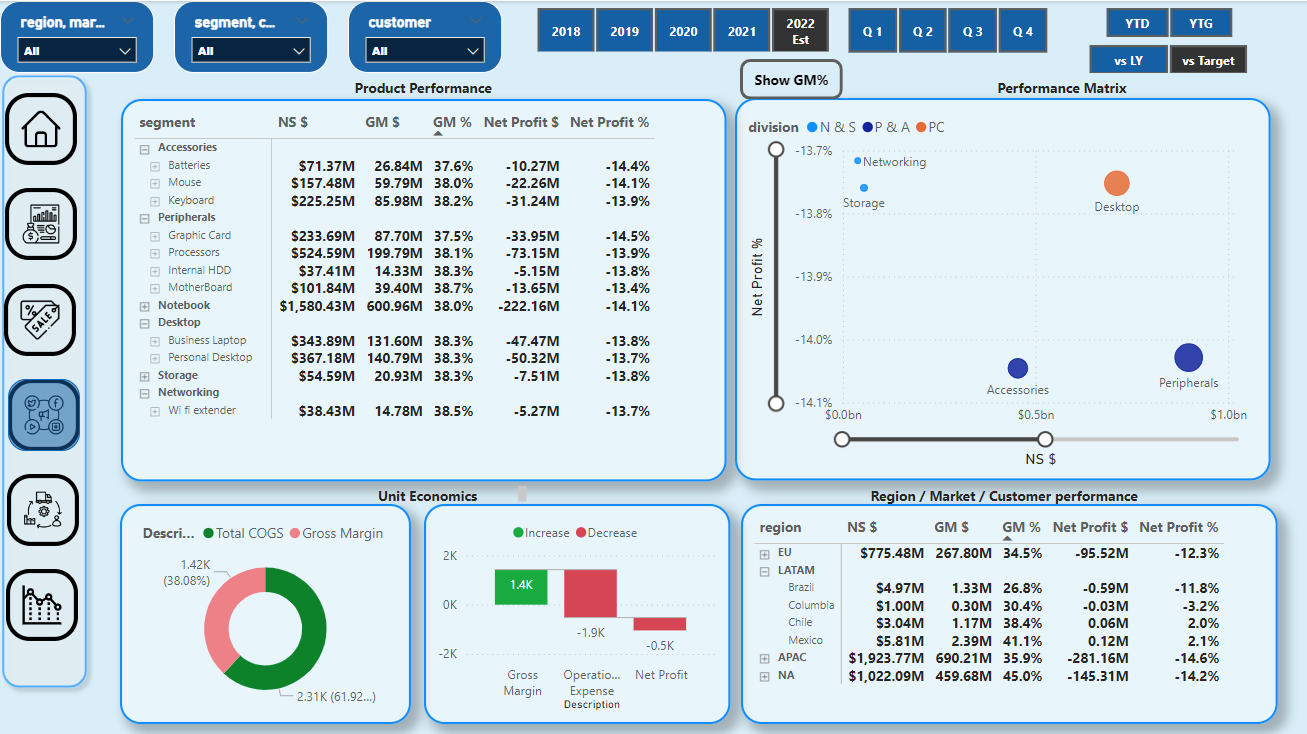 region, mar...
All
segment, c...
All
customer
All
2018
2019
2020
2021
2022
Est
Q 1
Q 2
Q 3
Q 4
YTD
YTG
vs LY
vs Target
Show GM%
Product Performance
segment NS $ GM $ GM % Net Profit $ Net Profit %
Accessories
Batteries $71.37M 26.84M 37.6% -10.27M -14.4%
Mouse $157.48M 59.79M 38.0% -22.26M -14.1%
Keyboard $225.25M 85.98M 38.2% -31.24M -13.9%
Peripherals
Graphic Card $233.69M 87.70M 37.5% -33.95M -14.5%
Processors $524.59M 199.79M 38.1% -73.15M -13.9%
Internal HDD $37.41M 14.33M 38.3% -5.15M -13.8%
MotherBoard $101.84M 39.40M 38.7% -13.65M -13.4%
Notebook $1,580.43M 600.96M 38.0% -222.16M -14.1%
Desktop
Business Laptop $343.89M 131.60M 38.3% -47.47M -13.8%
Personal Desktop $367.18M 140.79M 38.3% -50.32M -13.7%
Storage $54.59M 20.93M 38.3% -7.51M -13.8%
Networking
Wi fi extender $38.43M 14.78M 38.5% -5.27M -13.7%
Performance Matrix
division N & S P & A PC
Net Profit %
-13.7%
-13.8%
-13.9%
-14.0%
-14.1%
Networking
Storage
Desktop
Accessories
Peripherals
$0.0bn $0.5bn $1.0bn
NS $
Unit Economics
Descri... Total COGS Gross Margin
1.42K
(38.08%)
2.31K (61.92...)
Increase Decrease
2K
0K
-2K
1.4K
-1.9K
-0.5K
Gross
Margin
Operatio...
Expense
Net Profit
Description
Region / Market / Customer performance
region NS $ GM $ GM % Net Profit $ Net Profit %
EU $775.48M 267.80M 34.5% -95.52M -12.3%
LATAM
Brazil $4.97M 1.33M 26.8% -0.59M -11.8%
Columbia $1.00M 0.30M 30.4% -0.03M -3.2%
Chile $3.04M 1.17M 38.4% 0.06M 2.0%
Mexico $5.81M 2.39M 41.1% 0.12M 2.1%
APAC $1,923.77M 690.21M 35.9% -281.16M -14.6%
NA $1,022.09M 459.68M 45.0% -145.31M -14.2%
SALE